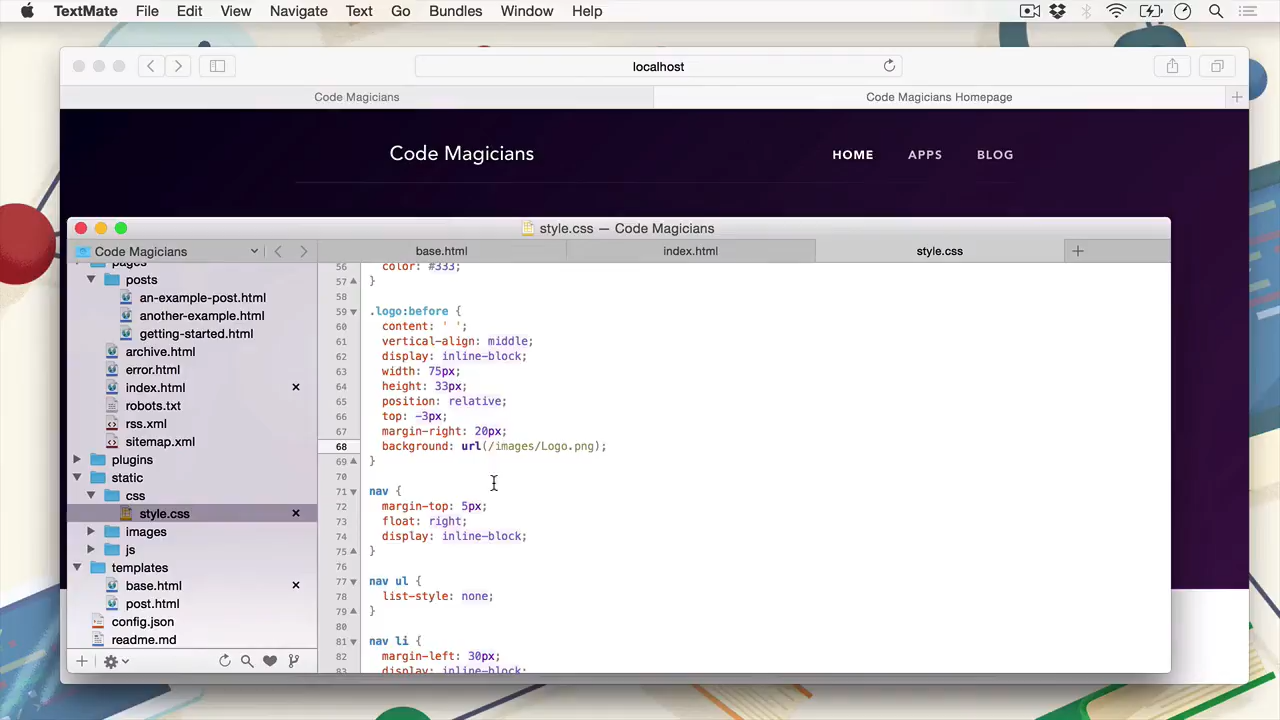 TextMate File Edit View Navigate Text Go Bundles Window Help
localhost
Code Magicians
Code Magicians Homepage
Code Magicians
HOME APPS BLOG
style.css — Code Magicians
Code Magicians
base.html
index.html
style.css
pages
posts
an-example-post.html
another-example.html
getting-started.html
archive.html
error.html
index.html
robots.txt
rss.xml
sitemap.xml
plugins
static
css
style.css
images
js
templates
base.html
post.html
config.json
readme.md
56 color: #333;
57 }
58
59 .logo:before {
60 content: ' ';
61 vertical-align: middle;
62 display: inline-block;
63 width: 75px;
64 height: 33px;
65 position: relative;
66 top: -3px;
67 margin-right: 20px;
68 background: url(/images/Logo.png);
69 }
70
71 nav {
72 margin-top: 5px;
73 float: right;
74 display: inline-block;
75 }
76
77 nav ul {
78 list-style: none;
79 }
80
81 nav li {
82 margin-left: 30px;
83 display: inline-block;